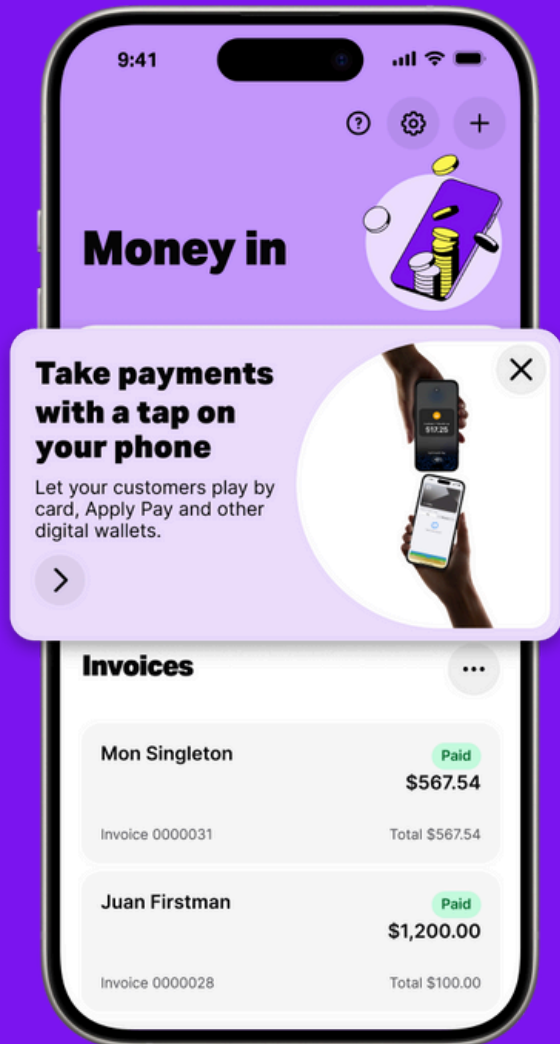 9:41
Money in
Take payments
with a tap on
your phone
Let your customers play by
card, Apply Pay and other
digital wallets.
$17.25
Invoices
Mon Singleton
Paid
$567.54
Invoice 0000031
Total $567.54
Juan Firstman
Paid
$1,200.00
Invoice 0000028
Total $100.00